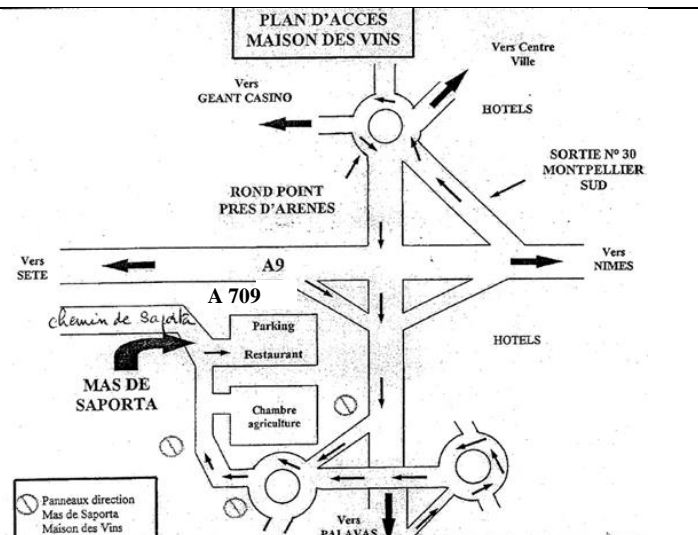 PLAN D'ACCES
MAISON DES VINS
Vers Centre
Ville
Vers
GEANT CASINO
HOTELS
SORTIE Nº 30
MONTPELLIER
SUD
ROND POINT
PRES D'ARENES
Vers
SETE
A9
Vers
NIMES
A 709
chemin de Saporta
Parking
Restaurant
HOTELS
MAS DE
SAPORTA
Chambre
agriculture
Panneaux direction
Mas de Saporta
Maison des Vins
Vers
PALAVAS